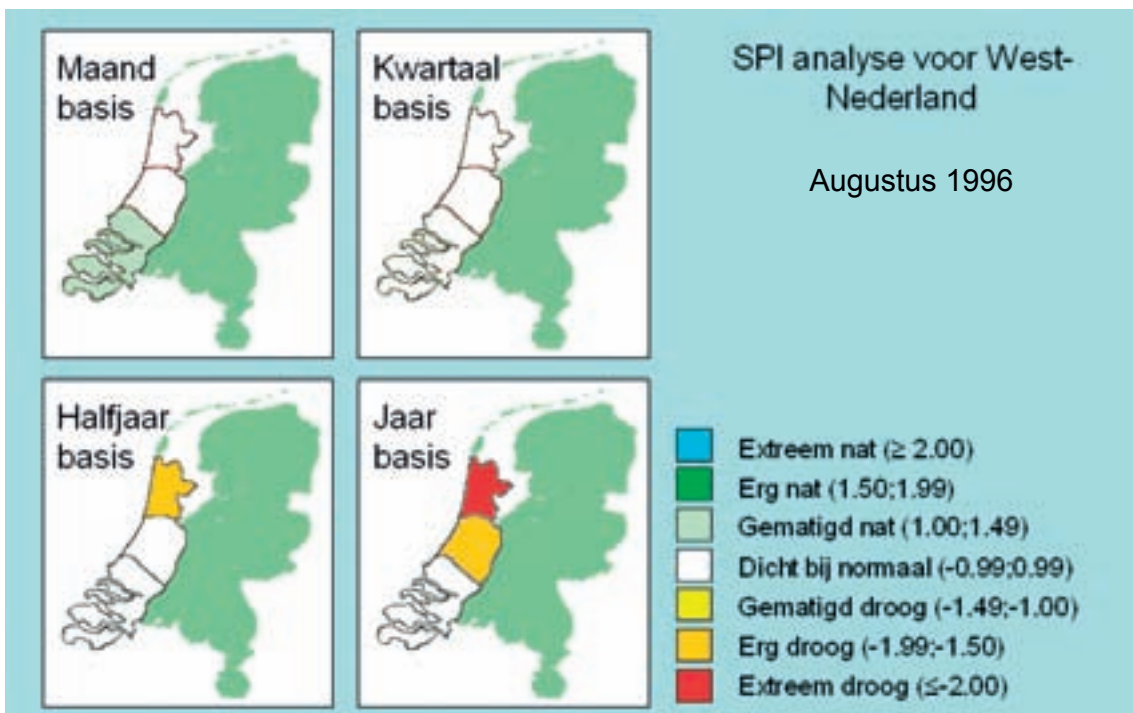 Maand
basis
Kwartaal
basis
SPI analyse voor West-
Nederland
Augustus 1996
Halfjaar
basis
Jaar
basis
Extreem nat (≥ 2.00)
Erg nat (1.50;1.99)
Gematigd nat (1.00;1.49)
Dicht bij normaal (-0.99;0.99)
Gematigd droog (-1.49;-1.00)
Erg droog (-1.99;-1.50)
Extreem droog (≤-2.00)